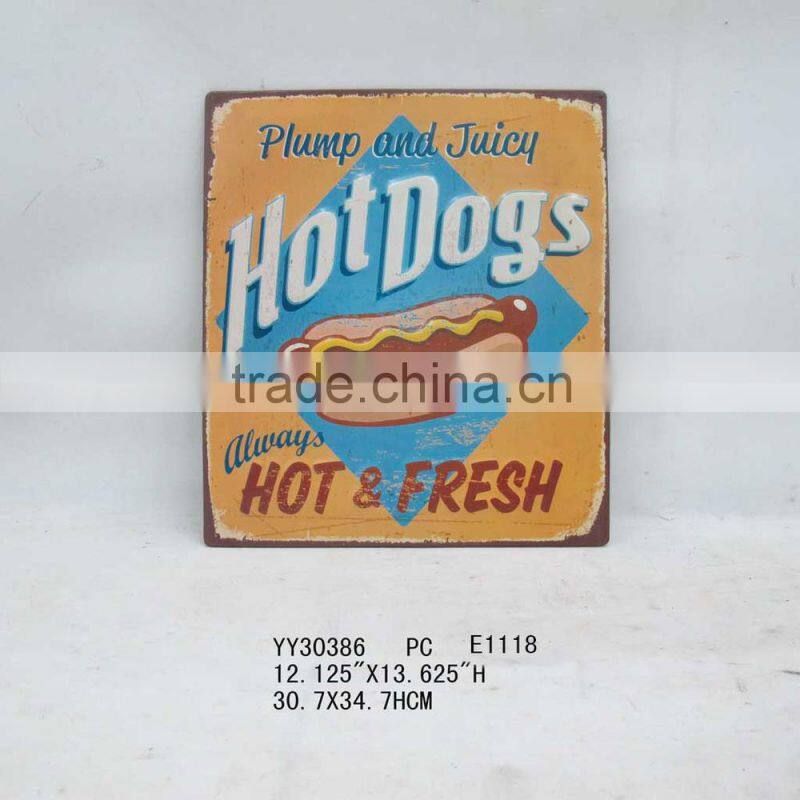 Plump and Juicy
Hot Dogs
trade.china.cn
Always
HOT & FRESH
YY30386 PC E1118
12.125"X13.625"H
30.7X34.7HCM